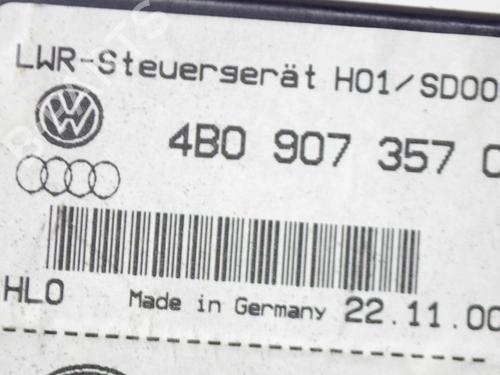 LWR-Steuergerät H01/SD00
4B0 907 357
HLO Made in Germany 22.11.00